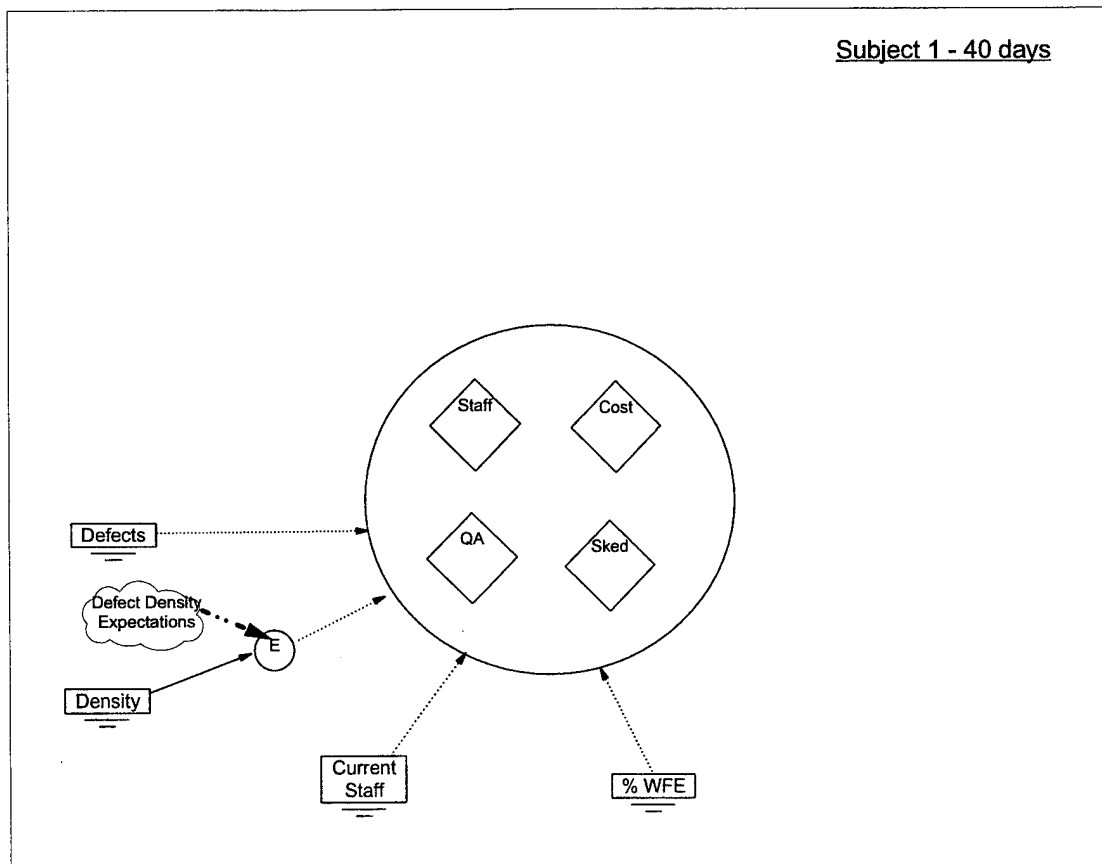 Subject 1 - 40 days
Staff
Cost
Defects
QA
Sked
Defect Density
Expectations
E
Density
Current
Staff
% WFE